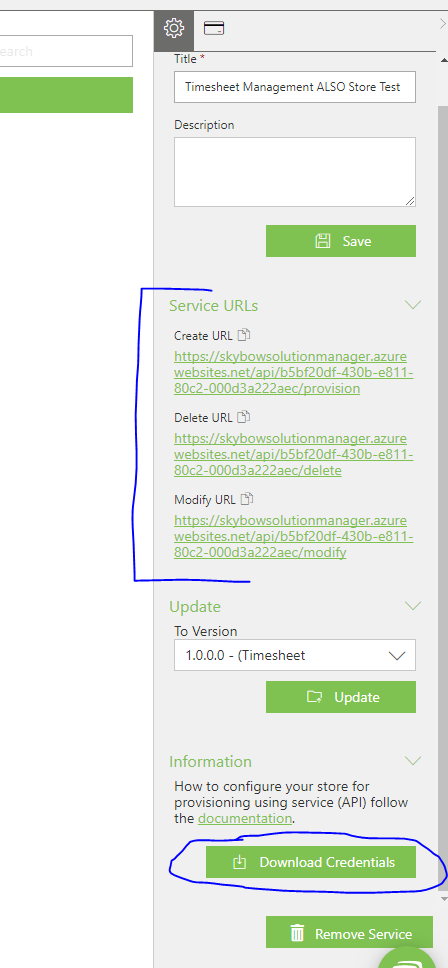 earch
Title *
Timesheet Management ALSO Store Test
Description
Save
Service URLs
Create URL
https://skybowsolutionmanager.azure
websites.net/api/b5bf20df-430b-e811-
80c2-000d3a222aec/provision
Delete URL
https://skybowsolutionmanager.azure
websites.net/api/b5bf20df-430b-e811-
80c2-000d3a222aec/delete
Modify URL
https://skybowsolutionmanager.azure
websites.net/api/b5bf20df-430b-e811-
80c2-000d3a222aec/modify
Update
To Version
1.0.0.0 - (Timesheet
Update
Information
How to configure your store for
provisioning using service (API) follow
the documentation.
Download Credentials
Remove Service